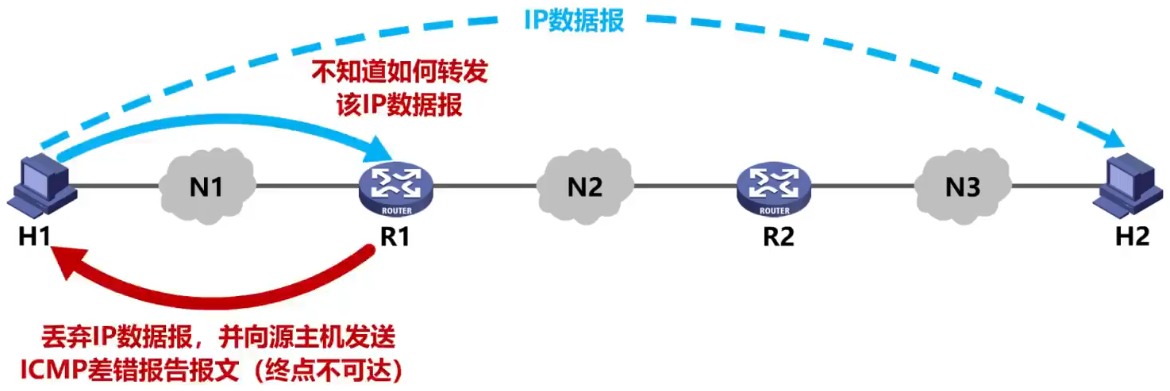 IP数据报
不知道如何转发
该IP数据报
N1
N2
N3
ROUTER
ROUTER
H1
R1
R2
H2
丢弃IP数据报，并向源主机发送
ICMP差错报告报文（终点不可达）